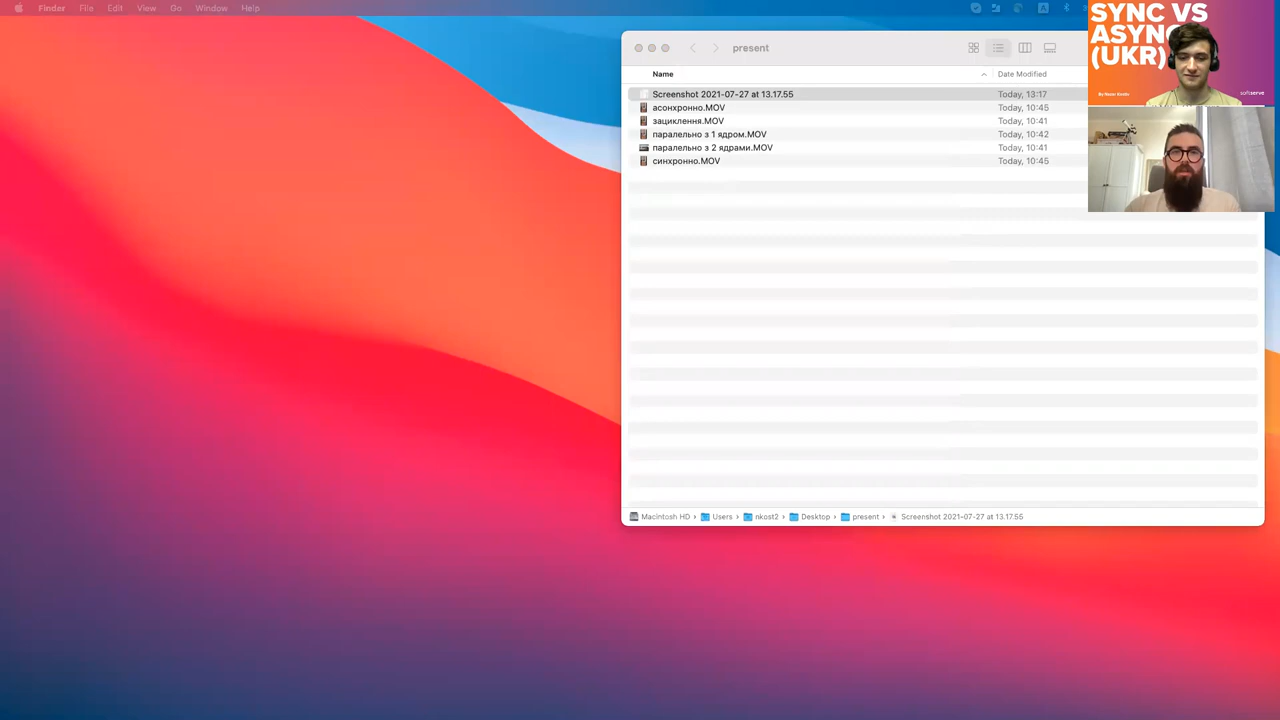 Finder File Edit View Go Window Help
present
Name Date Modified
Screenshot 2021-07-27 at 13.17.55 Today, 13:17
асонхронно.MOV Today, 10:45
зациклення.MOV Today, 10:41
паралельно з 1 ядром.MOV Today, 10:42
паралельно з 2 ядрами.MOV Today, 10:41
синхронно.MOV Today, 10:45
Macintosh HD › Users › nkost2 › Desktop › present › Screenshot 2021-07-27 at 13.17.55
SYNC VS
ASYNC
(UKR)
softserve